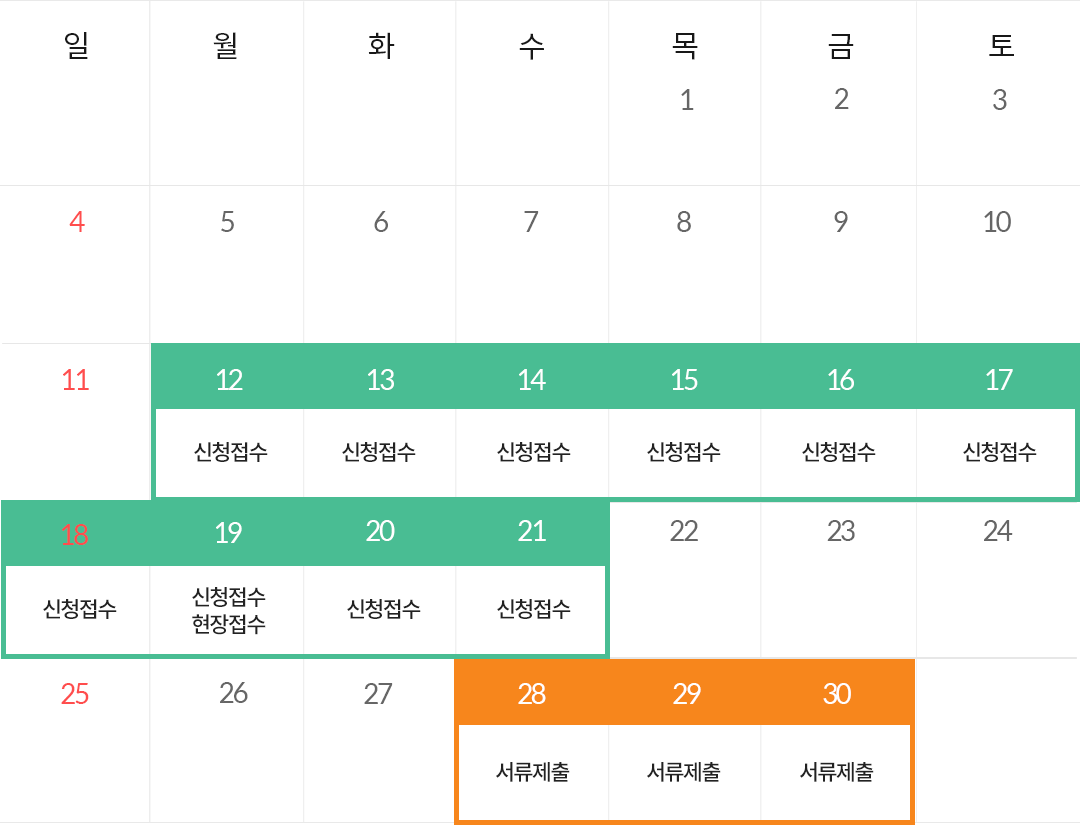 일 월 화 수 목 금 토
1 2 3
4 5 6 7 8 9 10
11 12 13 14 15 16 17
신청접수 신청접수 신청접수 신청접수 신청접수 신청접수
18 19 20 21 22 23 24
신청접수 신청접수 신청접수 신청접수
현장접수
25 26 27 28 29 30
서류제출 서류제출 서류제출